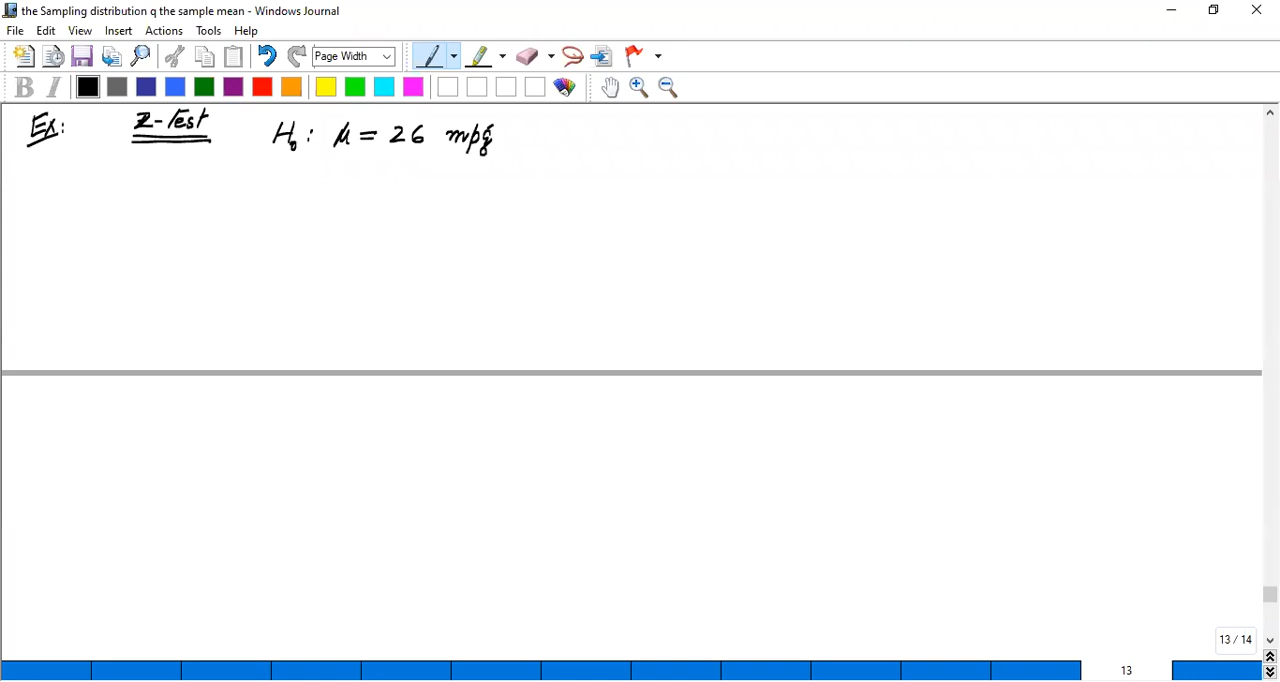 the Sampling distribution q the sample mean - Windows Journal
File Edit View Insert Actions Tools Help
Page Width
B I
Ex: Z-Test H₀: μ = 26 mpg
13 / 14
13